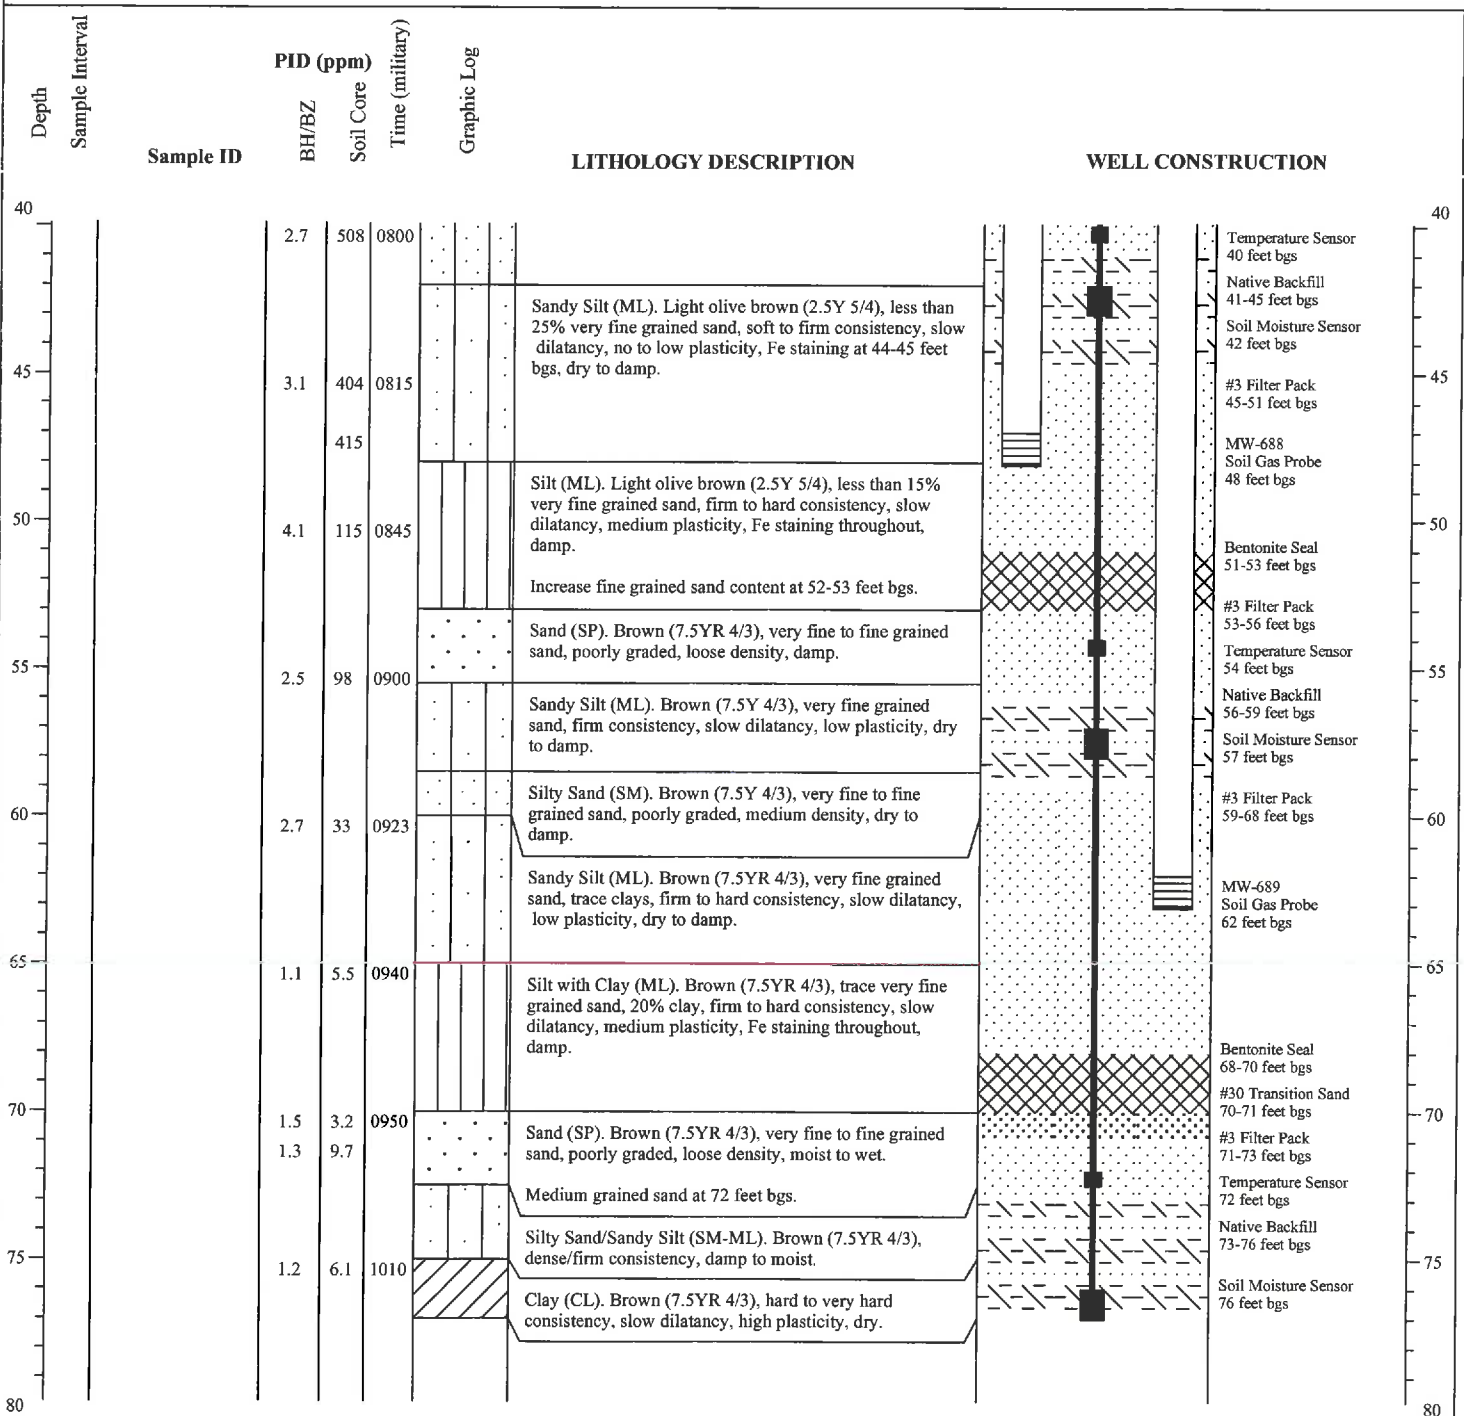 Depth
Sample Interval
Sample ID
PID (ppm)
BH/BZ
Soil Core
Time (military)
Graphic Log
LITHOLOGY DESCRIPTION
WELL CONSTRUCTION
40
45
50
55
60
65
70
75
80
2.7 508 0800
3.1 404 0815
415
4.1 115 0845
2.5 98 0900
2.7 33 0923
1.1 5.5 0940
1.5 3.2 0950
1.3 9.7
1.2 6.1 1010
Sandy Silt (ML). Light olive brown (2.5Y 5/4), less than
25% very fine grained sand, soft to firm consistency, slow
dilatancy, no to low plasticity, Fe staining at 44-45 feet
bgs, dry to damp.
Silt (ML). Light olive brown (2.5Y 5/4), less than 15%
very fine grained sand, firm to hard consistency, slow
dilatancy, medium plasticity, Fe staining throughout,
damp.
Increase fine grained sand content at 52-53 feet bgs.
Sand (SP). Brown (7.5YR 4/3), very fine to fine grained
sand, poorly graded, loose density, damp.
Sandy Silt (ML). Brown (7.5Y 4/3), very fine grained
sand, firm consistency, slow dilatancy, low plasticity, dry
to damp.
Silty Sand (SM). Brown (7.5Y 4/3), very fine to fine
grained sand, poorly graded, medium density, dry to
damp.
Sandy Silt (ML). Brown (7.5YR 4/3), very fine grained
sand, trace clays, firm to hard consistency, slow dilatancy,
low plasticity, dry to damp.
Silt with Clay (ML). Brown (7.5YR 4/3), trace very fine
grained sand, 20% clay, firm to hard consistency, slow
dilatancy, medium plasticity, Fe staining throughout,
damp.
Sand (SP). Brown (7.5YR 4/3), very fine to fine grained
sand, poorly graded, loose density, moist to wet.
Medium grained sand at 72 feet bgs.
Silty Sand/Sandy Silt (SM-ML). Brown (7.5YR 4/3),
dense/firm consistency, damp to moist.
Clay (CL). Brown (7.5YR 4/3), hard to very hard
consistency, slow dilatancy, high plasticity, dry.
Temperature Sensor
40 feet bgs
Native Backfill
41-45 feet bgs
Soil Moisture Sensor
42 feet bgs
#3 Filter Pack
45-51 feet bgs
MW-688
Soil Gas Probe
48 feet bgs
Bentonite Seal
51-53 feet bgs
#3 Filter Pack
53-56 feet bgs
Temperature Sensor
54 feet bgs
Native Backfill
56-59 feet bgs
Soil Moisture Sensor
57 feet bgs
#3 Filter Pack
59-68 feet bgs
MW-689
Soil Gas Probe
62 feet bgs
Bentonite Seal
68-70 feet bgs
#30 Transition Sand
70-71 feet bgs
#3 Filter Pack
71-73 feet bgs
Temperature Sensor
72 feet bgs
Native Backfill
73-76 feet bgs
Soil Moisture Sensor
76 feet bgs
40
45
50
55
60
65
70
75
80